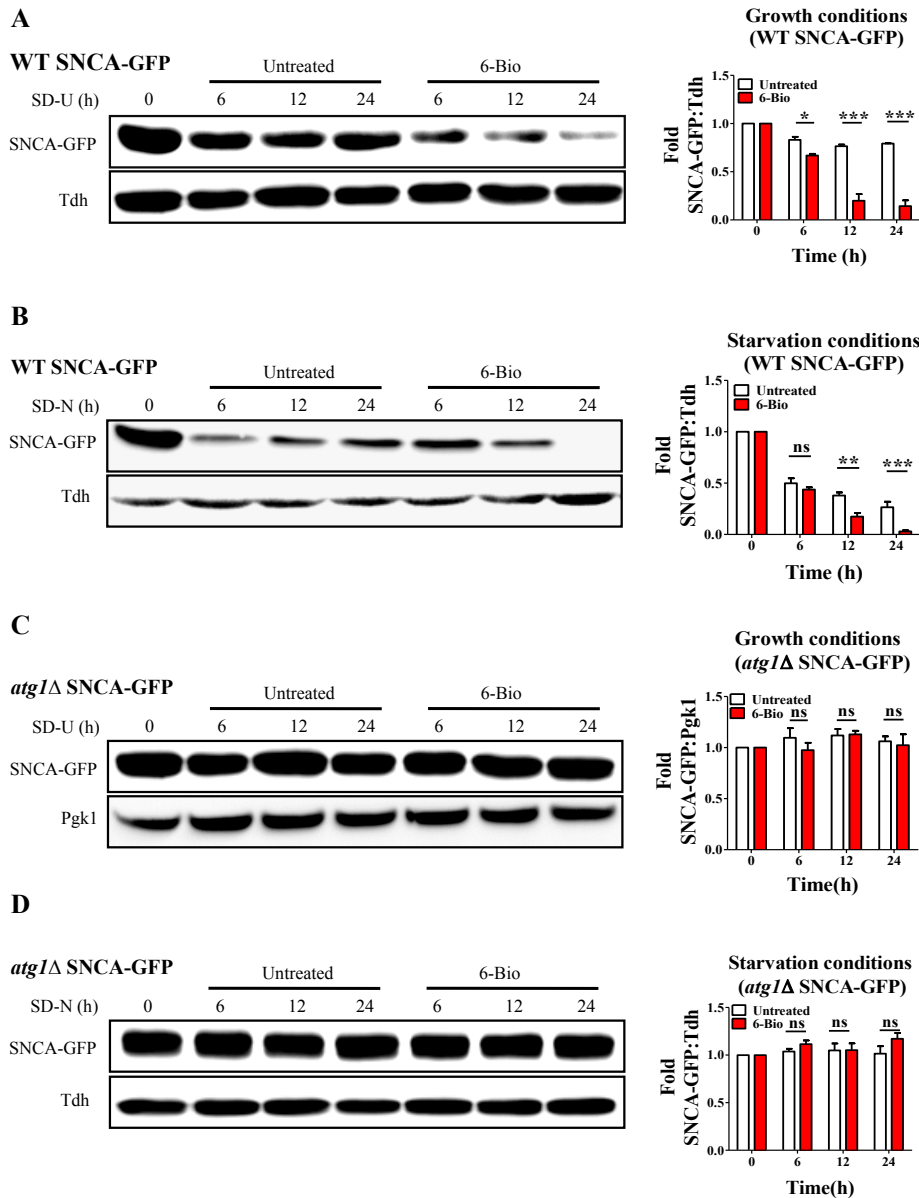 A
WT SNCA-GFP
Untreated 6-Bio
SD-U (h) 0 6 12 24 6 12 24
SNCA-GFP
Tdh
Growth conditions
(WT SNCA-GFP)
Fold
SNCA-GFP:Tdh
1.5
1.0
0.5
0.0
Untreated
6-Bio
* *** ***
0 6 12 24
Time (h)
B
WT SNCA-GFP
Untreated 6-Bio
SD-N (h) 0 6 12 24 6 12 24
SNCA-GFP
Tdh
Starvation conditions
(WT SNCA-GFP)
Fold
SNCA-GFP:Tdh
1.5
1.0
0.5
0.0
Untreated
6-Bio
ns ** ***
0 6 12 24
Time (h)
C
atg1Δ SNCA-GFP
Untreated 6-Bio
SD-U (h) 0 6 12 24 6 12 24
SNCA-GFP
Pgk1
Growth conditions
(atg1Δ SNCA-GFP)
Fold
SNCA-GFP:Pgk1
1.5
1.0
0.5
0.0
Untreated
6-Bio
ns ns ns
0 6 12 24
Time(h)
D
atg1Δ SNCA-GFP
Untreated 6-Bio
SD-N (h) 0 6 12 24 6 12 24
SNCA-GFP
Tdh
Starvation conditions
(atg1Δ SNCA-GFP)
Fold
SNCA-GFP:Tdh
1.5
1.0
0.5
0.0
Untreated
6-Bio
ns ns ns
0 6 12 24
Time(h)